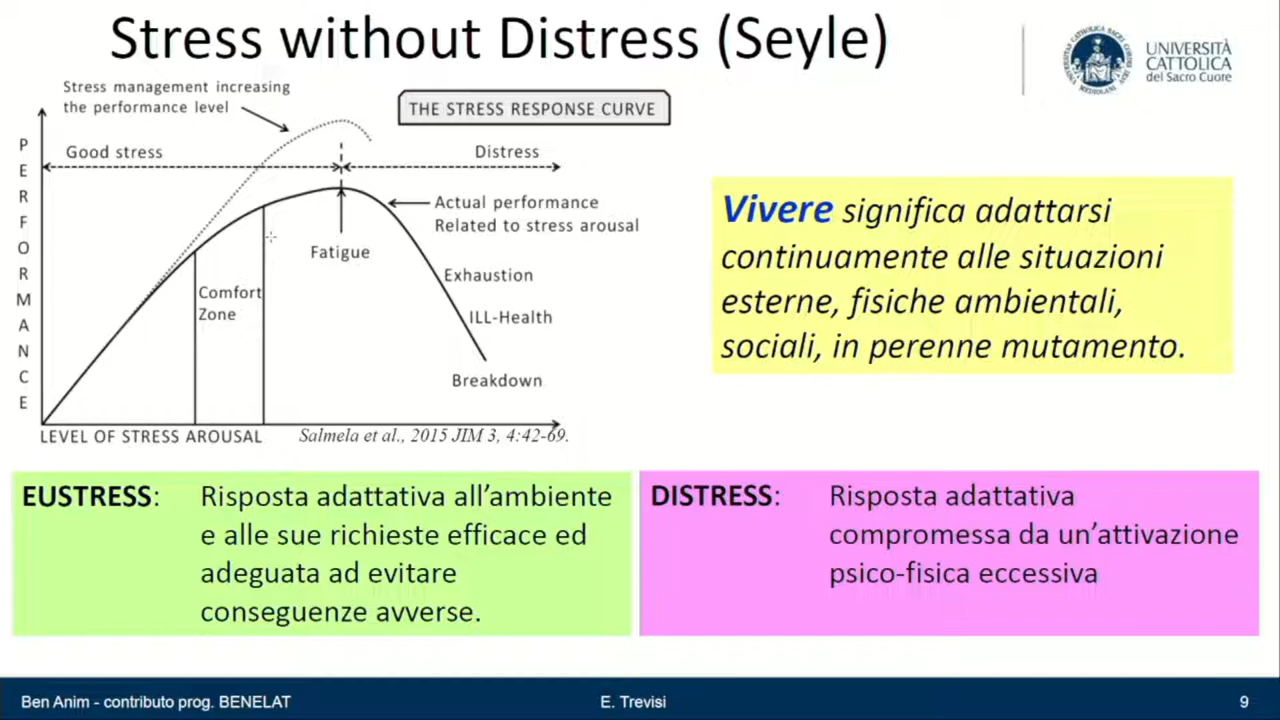 Stress without Distress (Seyle)
UNIVERSITÀ
CATTOLICA
del Sacro Cuore
Stress management increasing
the performance level
THE STRESS RESPONSE CURVE
PERFORMANCE
Good stress
Distress
Actual performance
Related to stress arousal
Fatigue
Exhaustion
Comfort
Zone
ILL-Health
Breakdown
LEVEL OF STRESS AROUSAL
Salmela et al., 2015 JIM 3, 4:42-69.
Vivere significa adattarsi
continuamente alle situazioni
esterne, fisiche ambientali,
sociali, in perenne mutamento.
EUSTRESS: Risposta adattativa all’ambiente
e alle sue richieste efficace ed
adeguata ad evitare
conseguenze avverse.
DISTRESS: Risposta adattativa
compromessa da un’attivazione
psico-fisica eccessiva
Ben Anim - contributo prog. BENELAT
E. Trevisi
9